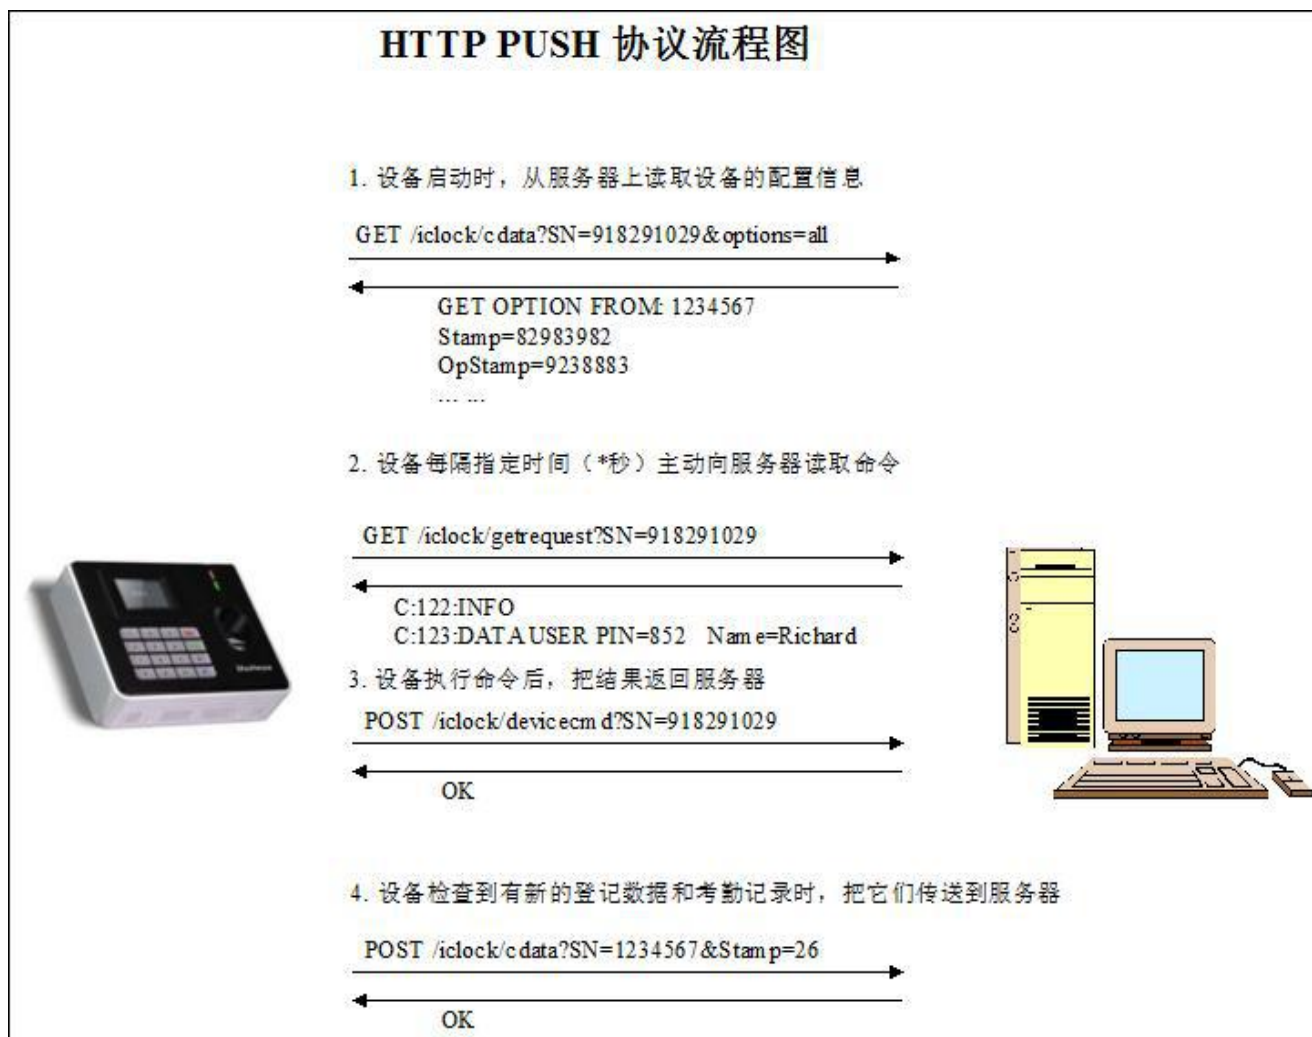 HTTP PUSH 协议流程图
1. 设备启动时，从服务器上读取设备的配置信息
GET /iclock/cdata?SN=918291029&options=all
GET OPTION FROM: 1234567
Stamp=82983982
OpStamp=9238883
... ...
2. 设备每隔指定时间（*秒）主动向服务器读取命令
GET /iclock/getrequest?SN=918291029
C:122:INFO
C:123:DATA USER PIN=852 Name=Richard
3. 设备执行命令后，把结果返回服务器
POST /iclock/devicecmd?SN=918291029
OK
4. 设备检查到有新的登记数据和考勤记录时，把它们传送到服务器
POST /iclock/cdata?SN=1234567&Stamp=26
OK